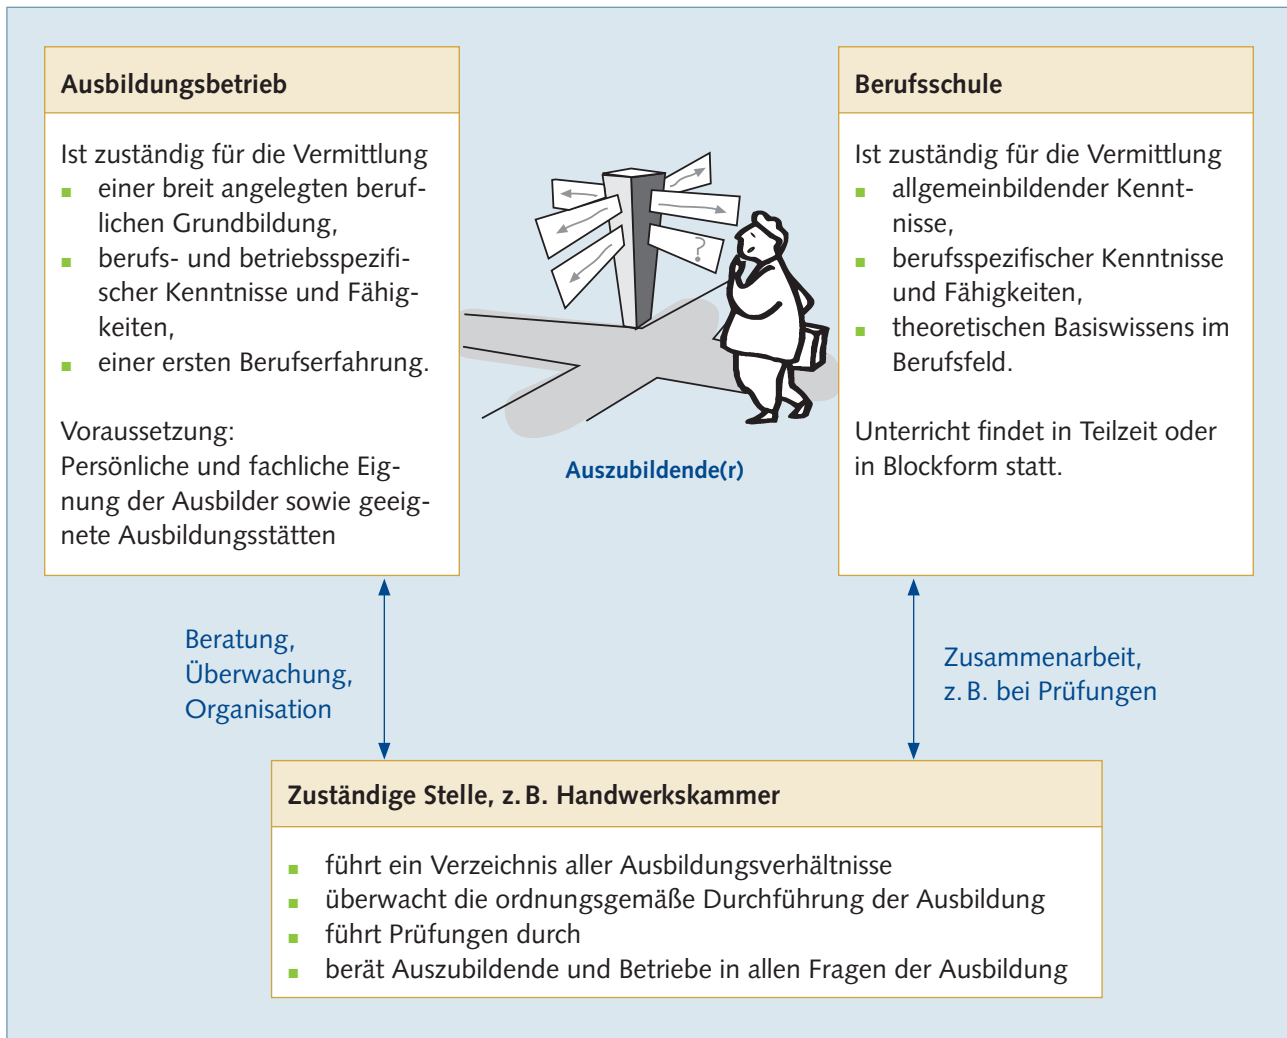 Ausbildungsbetrieb
Ist zuständig für die Vermittlung
einer breit angelegten beruf-
lichen Grundbildung,
berufs- und betriebsspezifi-
scher Kenntnisse und Fähig-
keiten,
einer ersten Berufserfahrung.
Voraussetzung:
Persönliche und fachliche Eig-
nung der Ausbilder sowie geeig-
nete Ausbildungsstätten
?
Auszubildende(r)
Berufsschule
Ist zuständig für die Vermittlung
allgemeinbildender Kennt-
nisse,
berufsspezifischer Kenntnisse
und Fähigkeiten,
theoretischen Basiswissens im
Berufsfeld.
Unterricht findet in Teilzeit oder
in Blockform statt.
Beratung,
Überwachung,
Organisation
Zusammenarbeit,
z. B. bei Prüfungen
Zuständige Stelle, z. B. Handwerkskammer
führt ein Verzeichnis aller Ausbildungsverhältnisse
überwacht die ordnungsgemäße Durchführung der Ausbildung
führt Prüfungen durch
berät Auszubildende und Betriebe in allen Fragen der Ausbildung